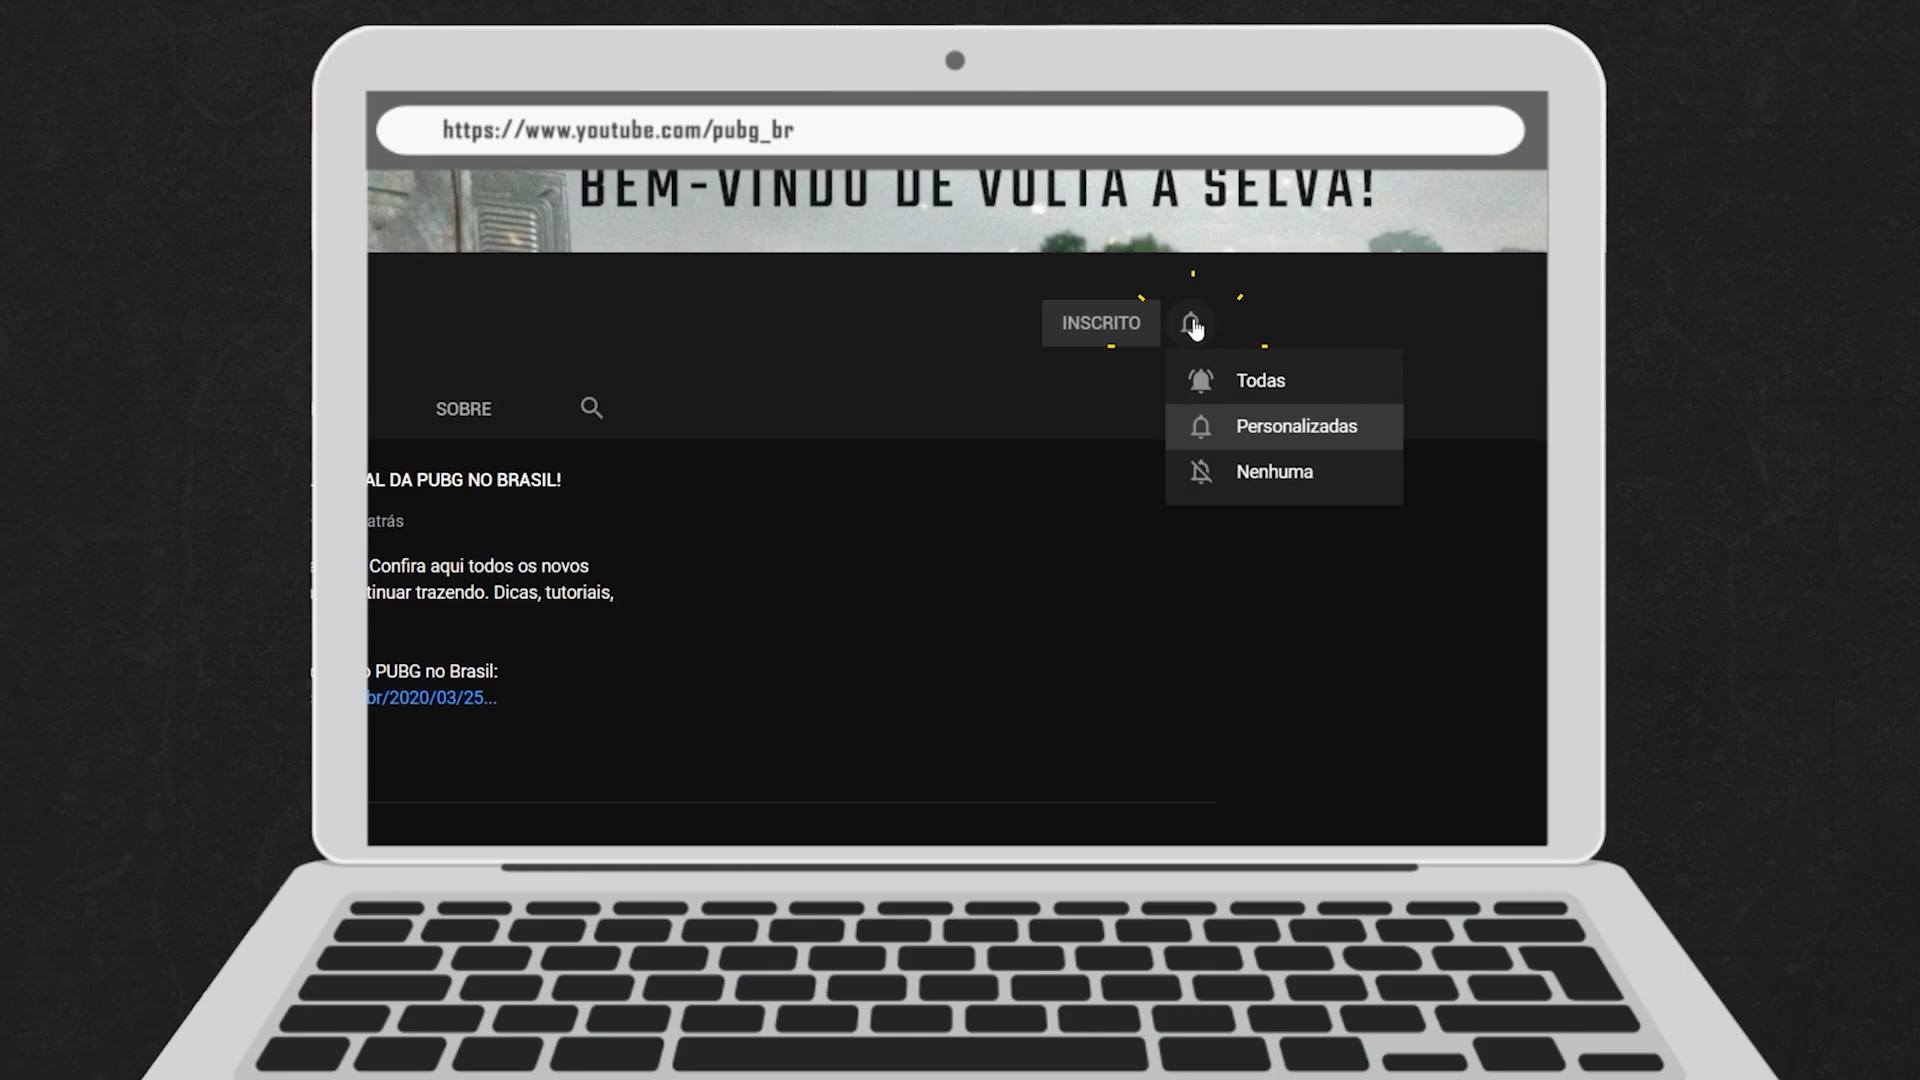 https://www.youtube.com/pubg_br
BEM-VINDO DE VOLTA À SELVA!
INSCRITO
Todas
SOBRE
Personalizadas
Nenhuma
AL DA PUBG NO BRASIL!
atrás
Confira aqui todos os novos
tinuar trazendo. Dicas, tutoriais,
PUBG no Brasil:
br/2020/03/25...